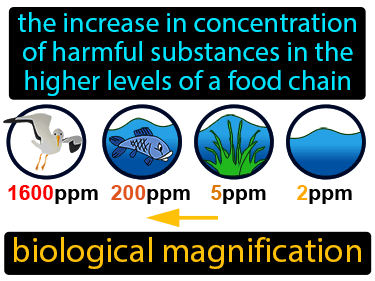 the increase in concentration
of harmful substances in the
higher levels of a food chain
1600ppm 200ppm 5ppm 2ppm
biological magnification